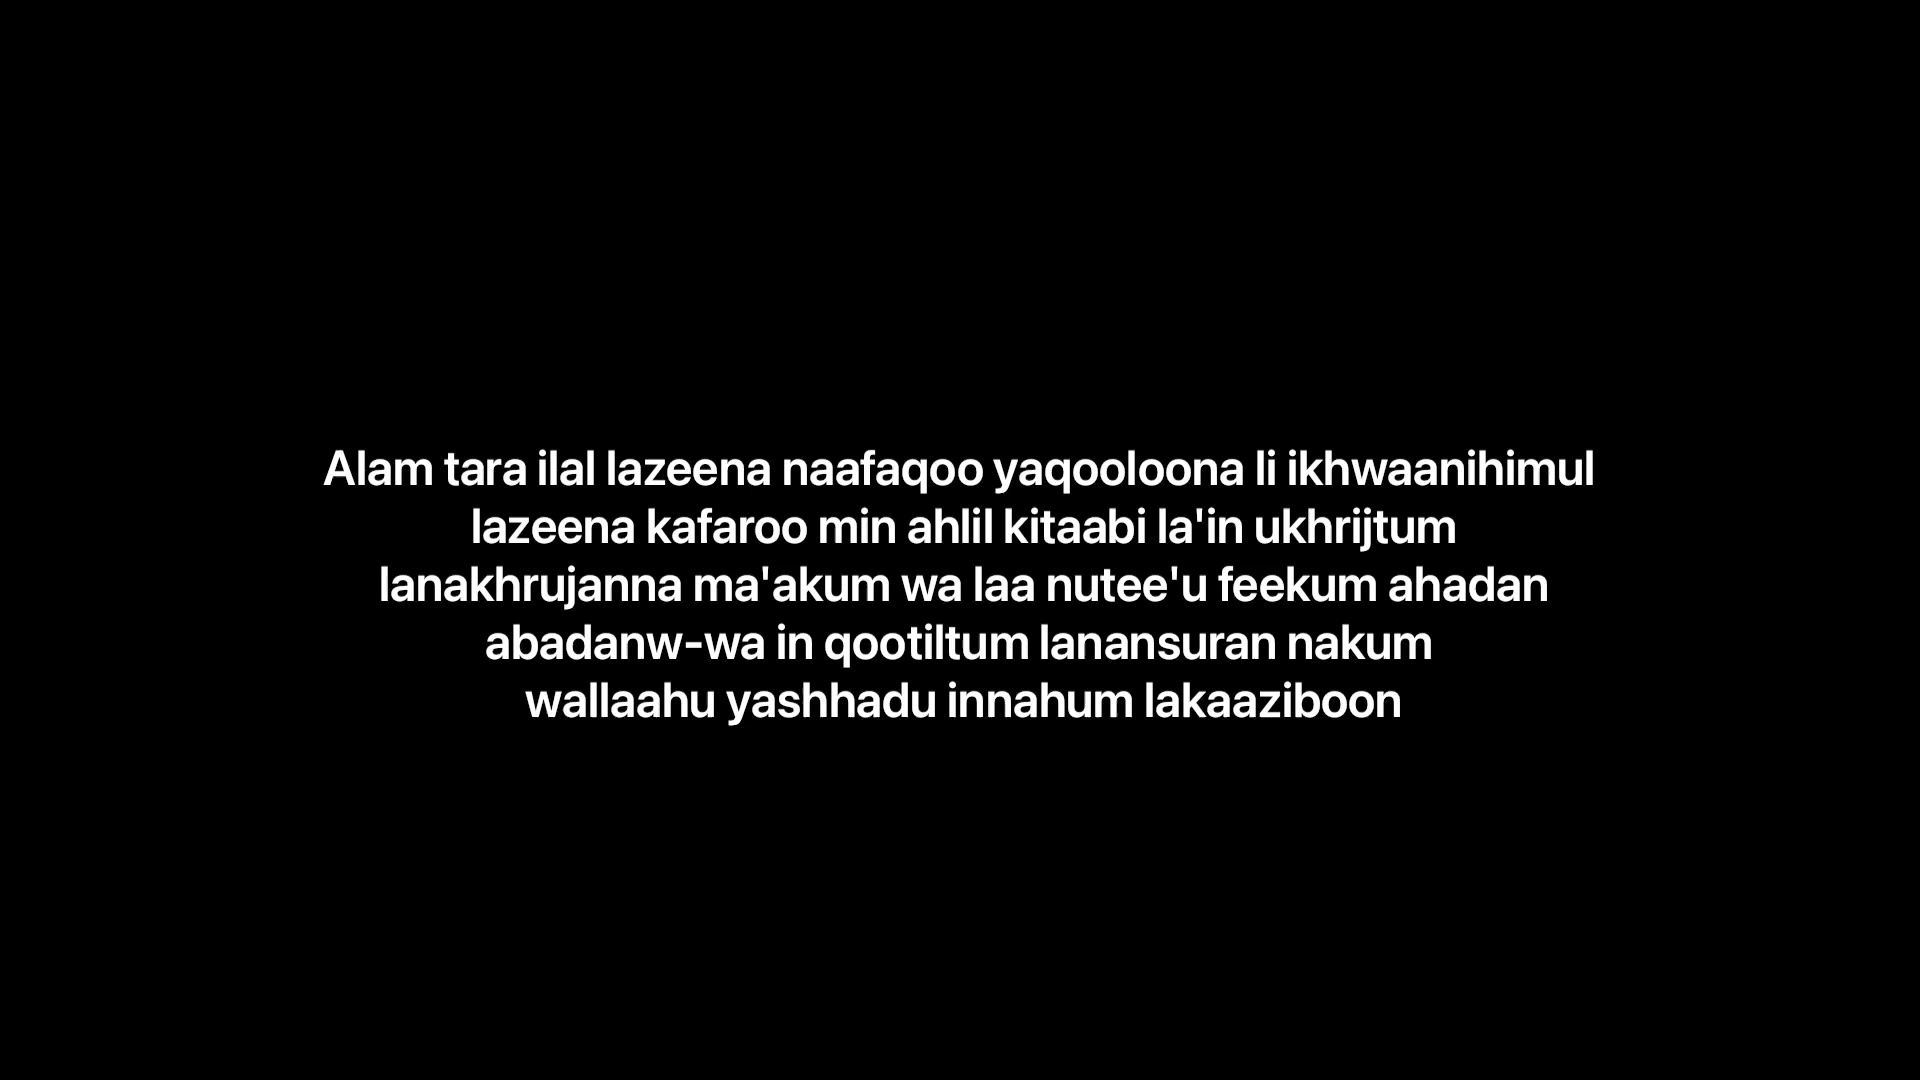 Alam tara ilal lazeena naafaqoo yaqooloona li ikhwaanihimul
lazeena kafaroo min ahlil kitaabi la'in ukhrijtum
lanakhrujanna ma'akum wa laa nutee'u feekum ahadan
abadanw-wa in qootiltum lanansuran nakum
wallaahu yashhadu innahum lakaaziboon